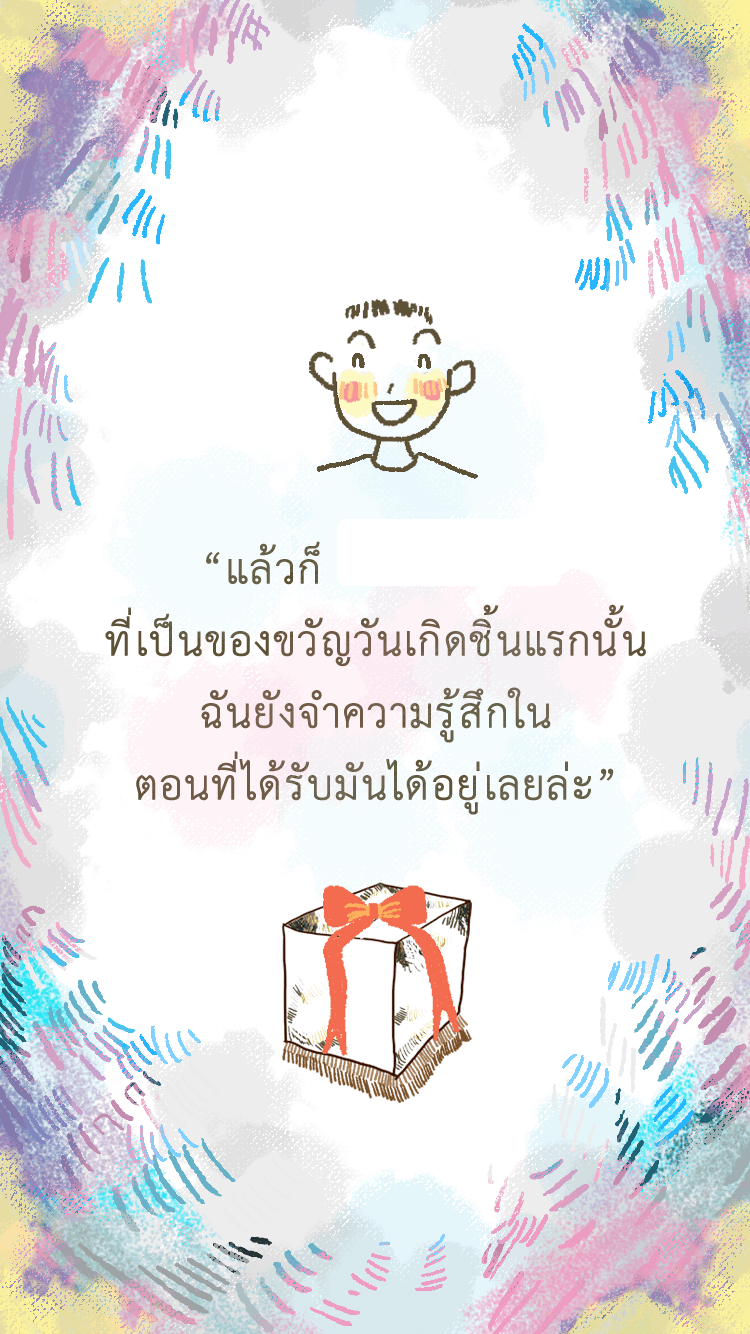 “แล้วก็
ที่เป็นของขวัญวันเกิดชิ้นแรกนั้น
ฉันยังจำความรู้สึกใน
ตอนที่ได้รับมันได้อยู่เลยล่ะ”